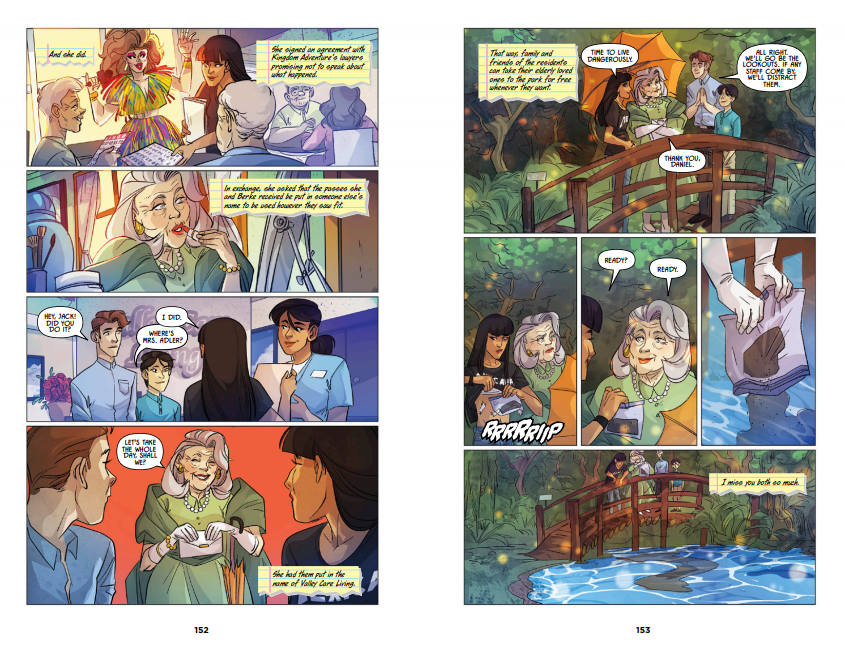 And she did.
She signed an agreement with
Kingdom Adventure's lawyers
promising not to speak about
what happened.
In exchange, she asked that the passes she
and Berke received be put in someone else's
name to be used however they saw fit.
HEY, JACK!
DID YOU
DO IT?
I DID.
WHERE'S
MRS. ADLER?
LET'S TAKE
THE WHOLE
DAY, SHALL
WE?
She had them put in the
name of Valley Care Living.
152
That way, family and
friends of the residents
can take their elderly loved
ones to the park for free
whenever they want.
TIME TO LIVE
DANGEROUSLY.
ALL RIGHT,
WE'LL GO BE THE
LOOKOUTS. IF ANY
STAFF COME BY,
WE'LL DISTRACT
THEM.
THANK YOU,
DANIEL.
RRRRRIIP
READY?
READY.
I miss you both so much.
153